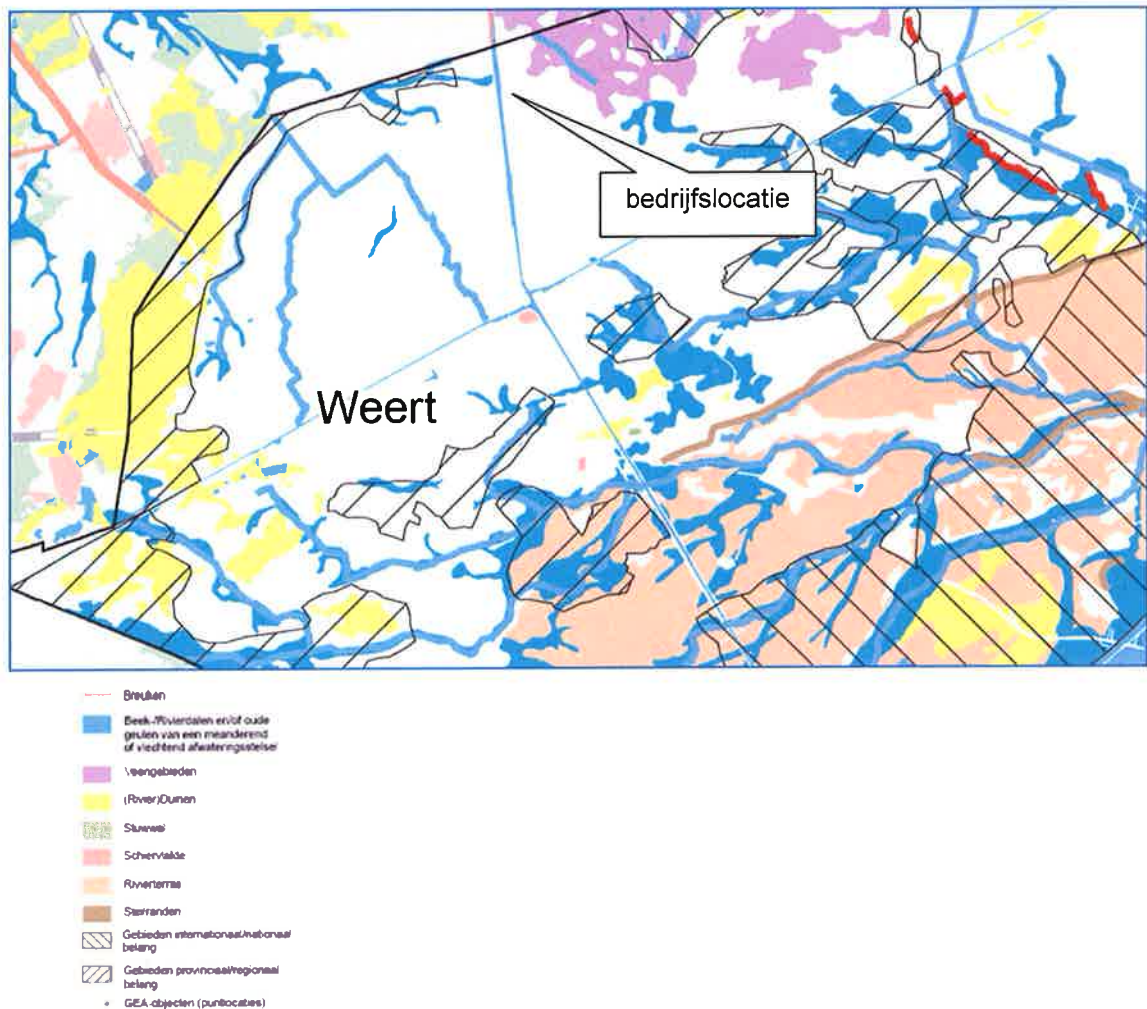 bedrijfslocatie
Weert
Breuken
Beek-/Rivierdalen en/of oude
geulen van een meanderend
of vlechtend afwateringsstelsel
Veengebieden
(Rivier)Duinen
Stuwwal
Schiervlakte
Rivierterras
Steilranden
Gebieden internationaal/nationaal
belang
Gebieden provinciaal/regionaal
belang
GEA-objecten (puntlocaties)